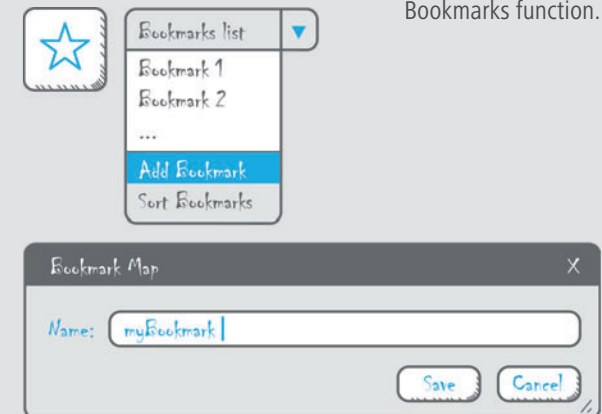 Bookmarks function.
Bookmarks list
Bookmark 1
Bookmark 2
...
Add Bookmark
Sort Bookmarks
Bookmark Map X
Name: myBookmark
Save Cancel